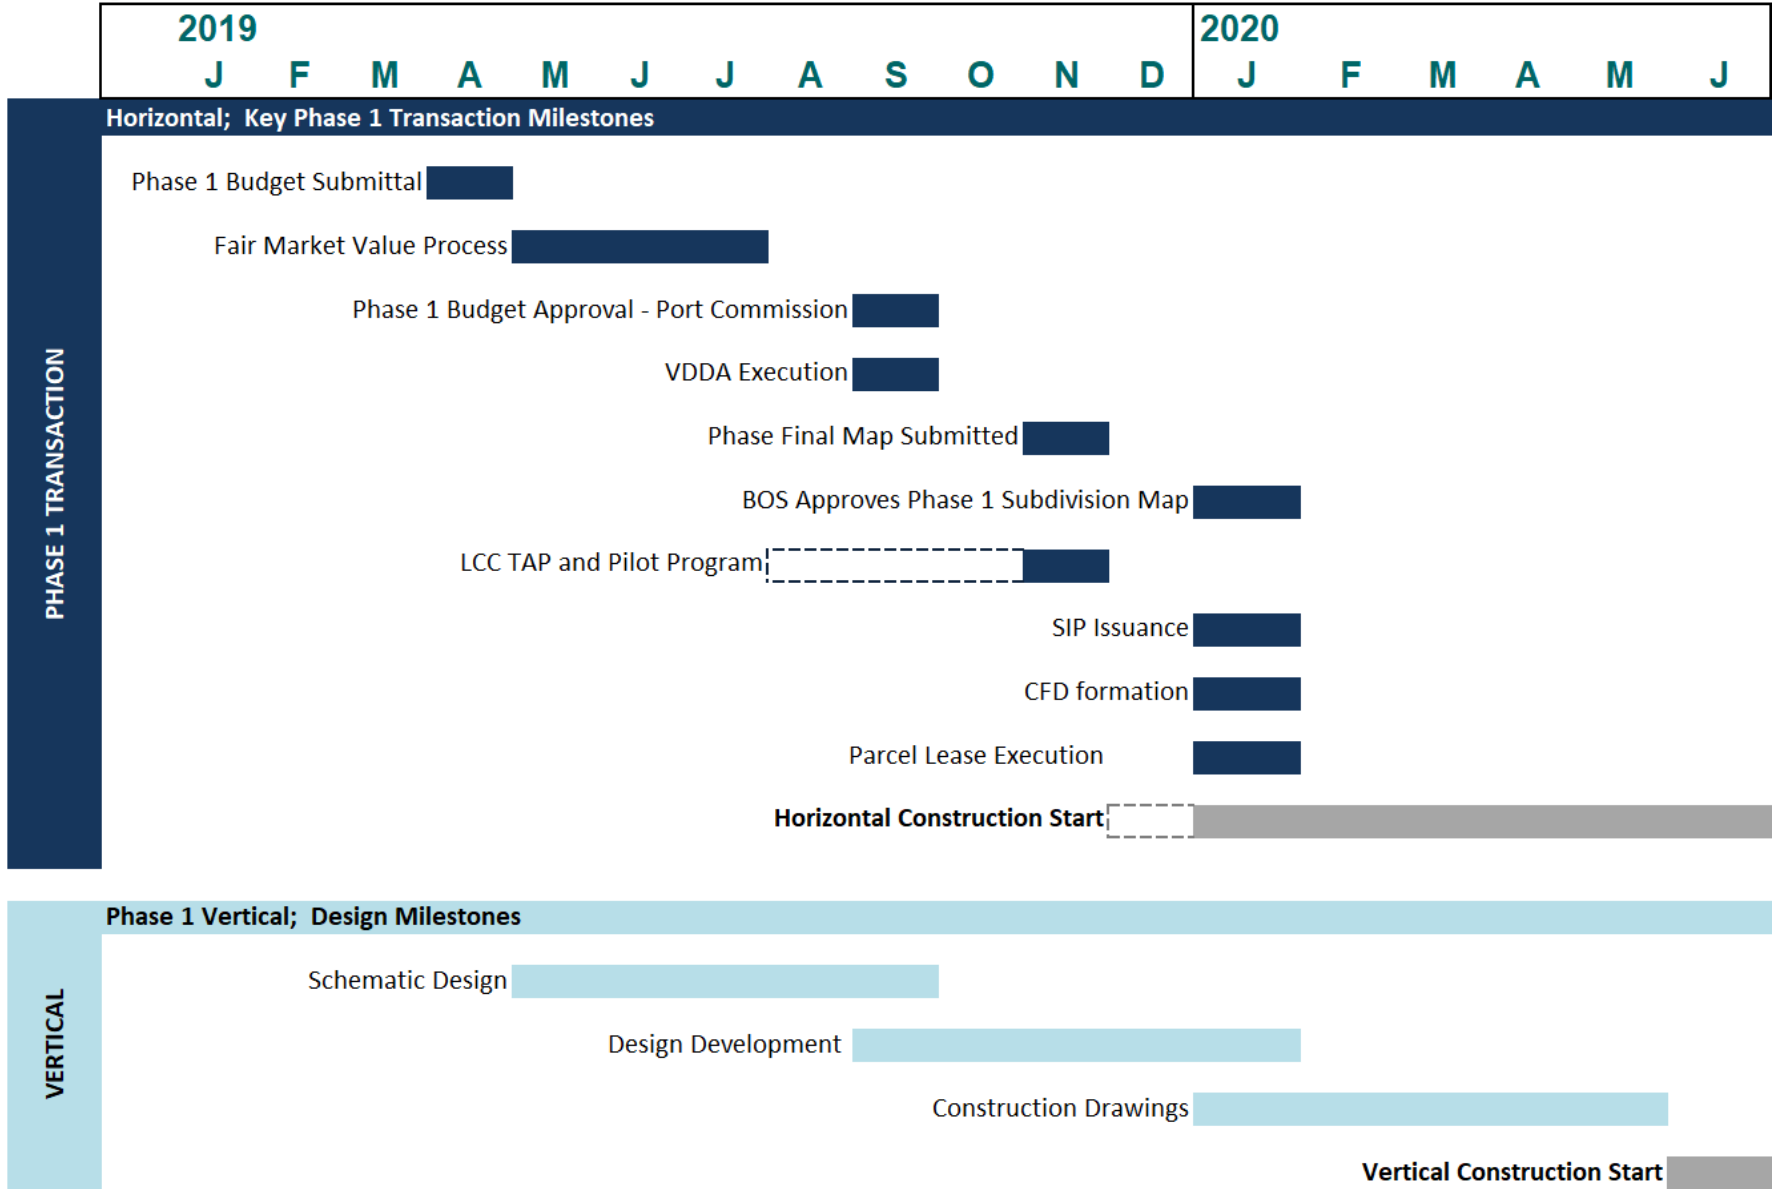 2019 2020
J F M A M J J A S O N D J F M A M J
Horizontal; Key Phase 1 Transaction Milestones
PHASE 1 TRANSACTION
Phase 1 Budget Submittal
Fair Market Value Process
Phase 1 Budget Approval - Port Commission
VDDA Execution
Phase Final Map Submitted
BOS Approves Phase 1 Subdivision Map
LCC TAP and Pilot Program
SIP Issuance
CFD formation
Parcel Lease Execution
Horizontal Construction Start
Phase 1 Vertical; Design Milestones
VERTICAL
Schematic Design
Design Development
Construction Drawings
Vertical Construction Start